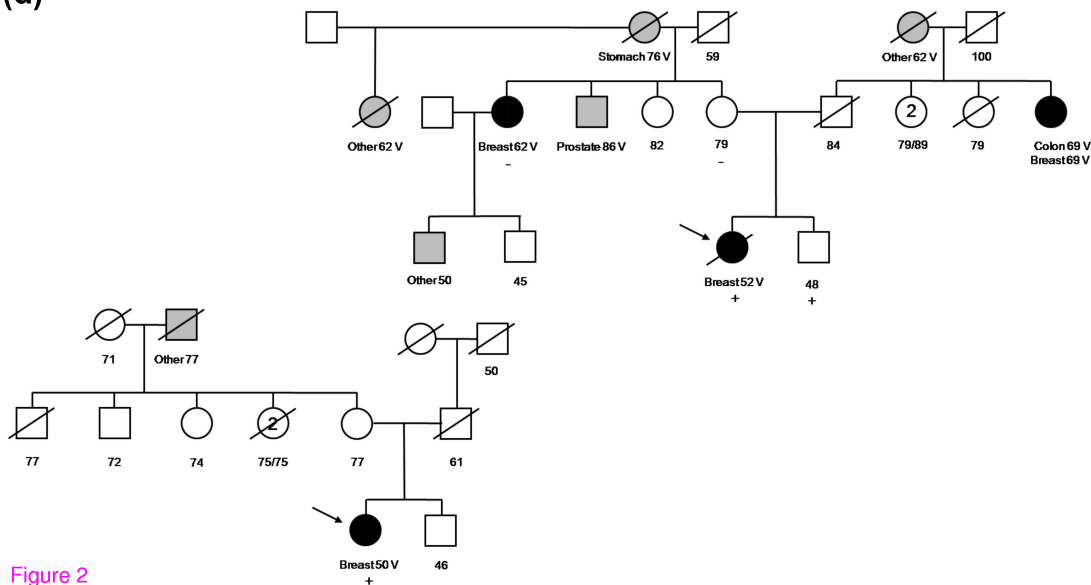 (d)
Stomach 76 V
59
Other 62 V
100
2
Other 62 V
Breast 62 V
Prostate 86 V
82
79
84
79/89
79
Colon 69 V
Breast 69 V
-
-
Other 50
45
Breast 52 V
48
+
+
71
Other 77
50
2
77
72
74
75/75
77
61
Breast 50 V
46
+
Figure 2